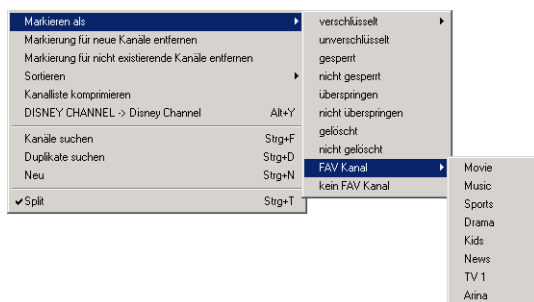 Markieren als
Markierung für neue Kanäle entfernen
Markierung für nicht existierende Kanäle entfernen
Sortieren
Kanalliste komprimieren
DISNEY CHANNEL -> Disney Channel Alt+Y
Kanäle suchen Strg+F
Duplikate suchen Strg+D
Neu Strg+N
Split Strg+T
verschlüsselt
unverschlüsselt
gesperrt
nicht gesperrt
überspringen
nicht überspringen
gelöscht
nicht gelöscht
FAV Kanal
kein FAV Kanal
Movie
Music
Sports
Drama
Kids
News
TV 1
Arina